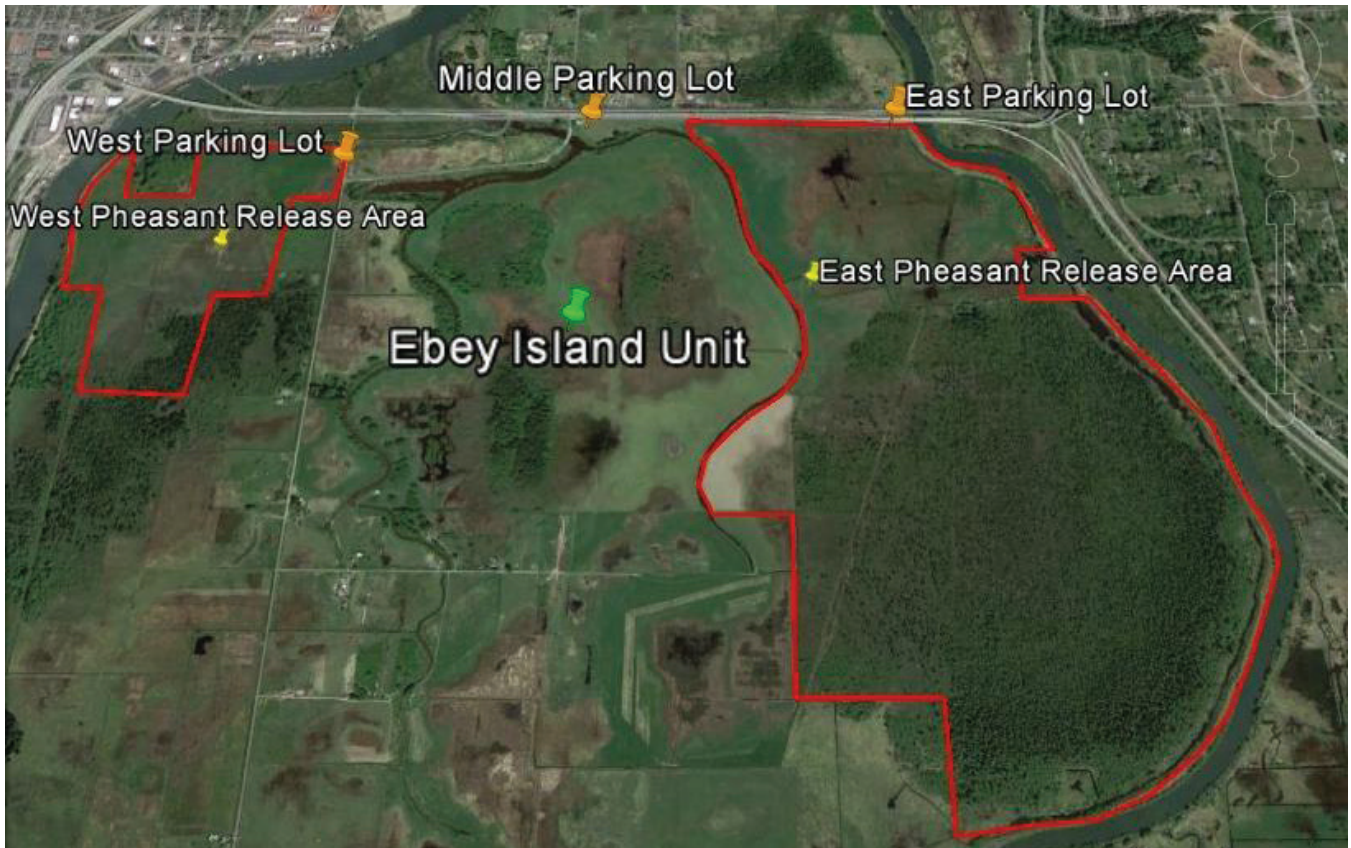 Middle Parking Lot
East Parking Lot
West Parking Lot
West Pheasant Release Area
East Pheasant Release Area
Ebey Island Unit